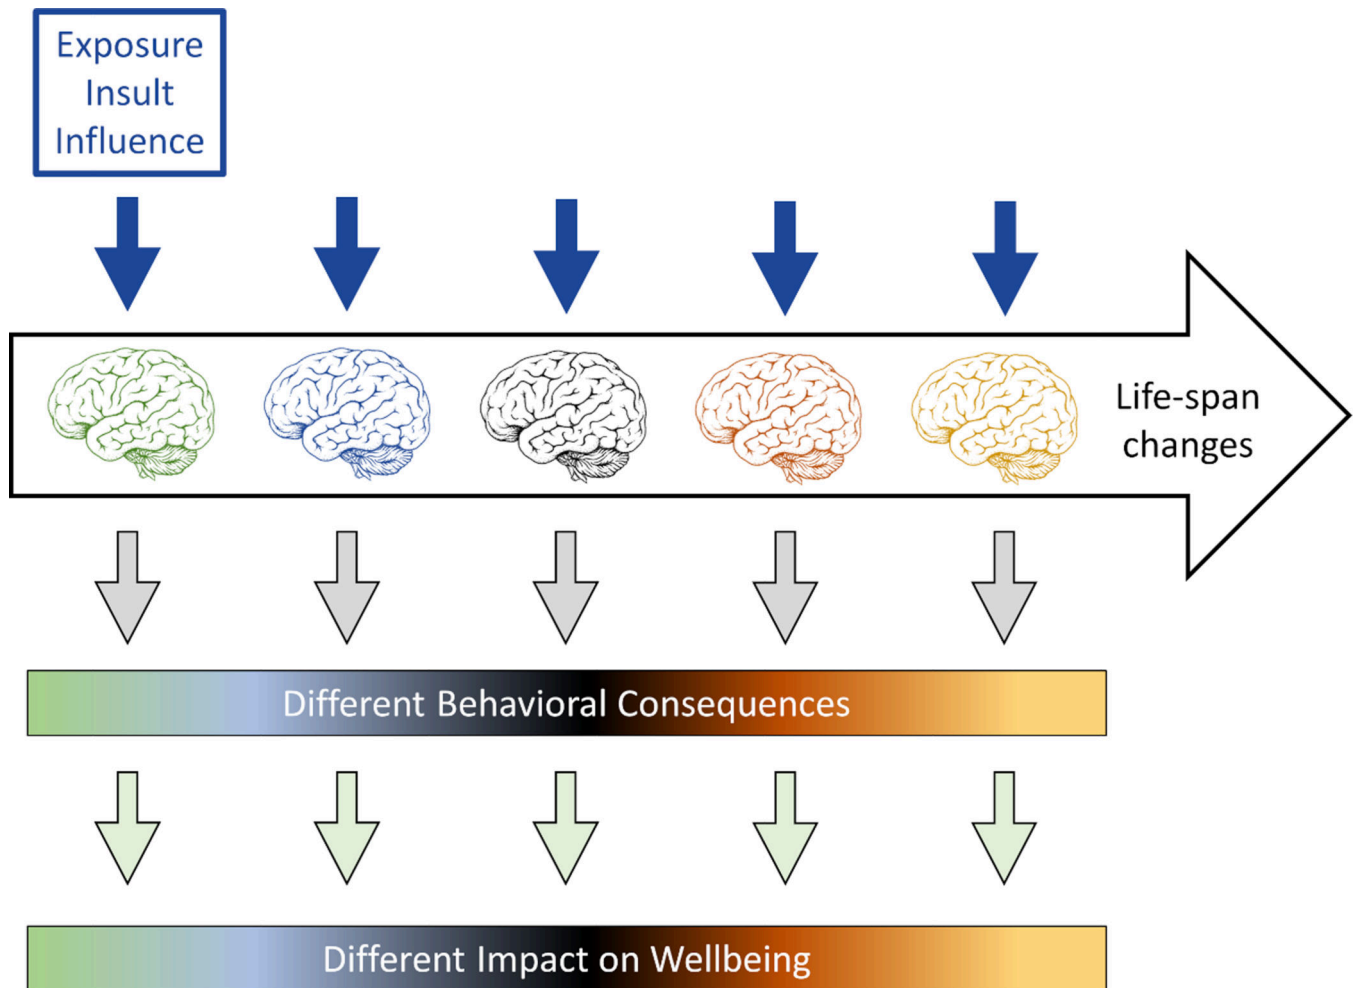 Exposure
Insult
Influence
Life-span
changes
Different Behavioral Consequences
Different Impact on Wellbeing